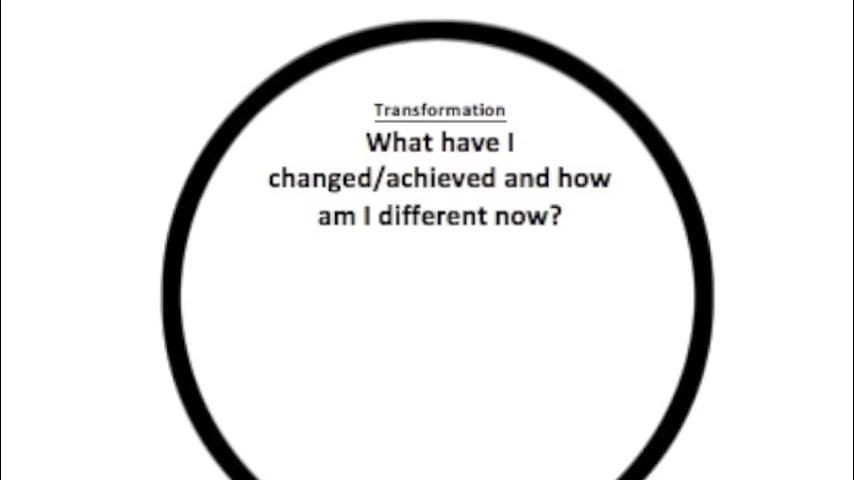 Transformation
What have I
changed/achieved and how
am I different now?